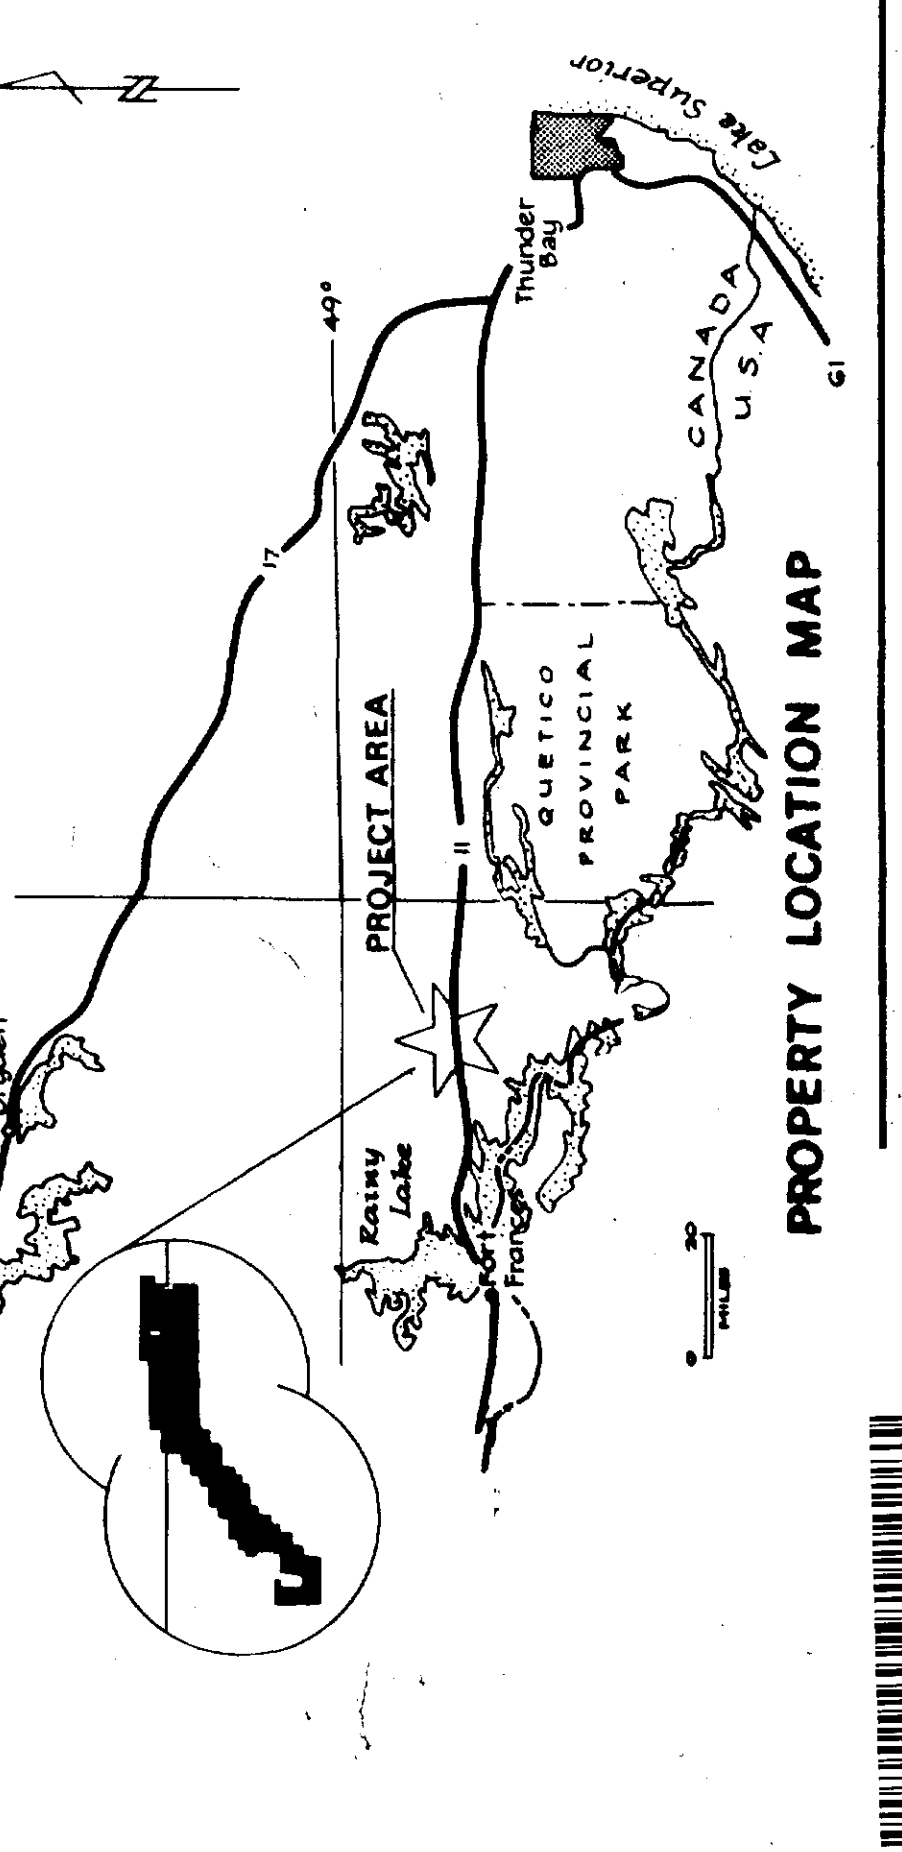 N
49°
17
PROJECT AREA
11
Rainy
Lake
Fort
Frances
QUETICO
PROVINCIAL
PARK
Thunder
Bay
Lake Superior
CANADA
U.S.A
61
0 20
MILES
PROPERTY LOCATION MAP